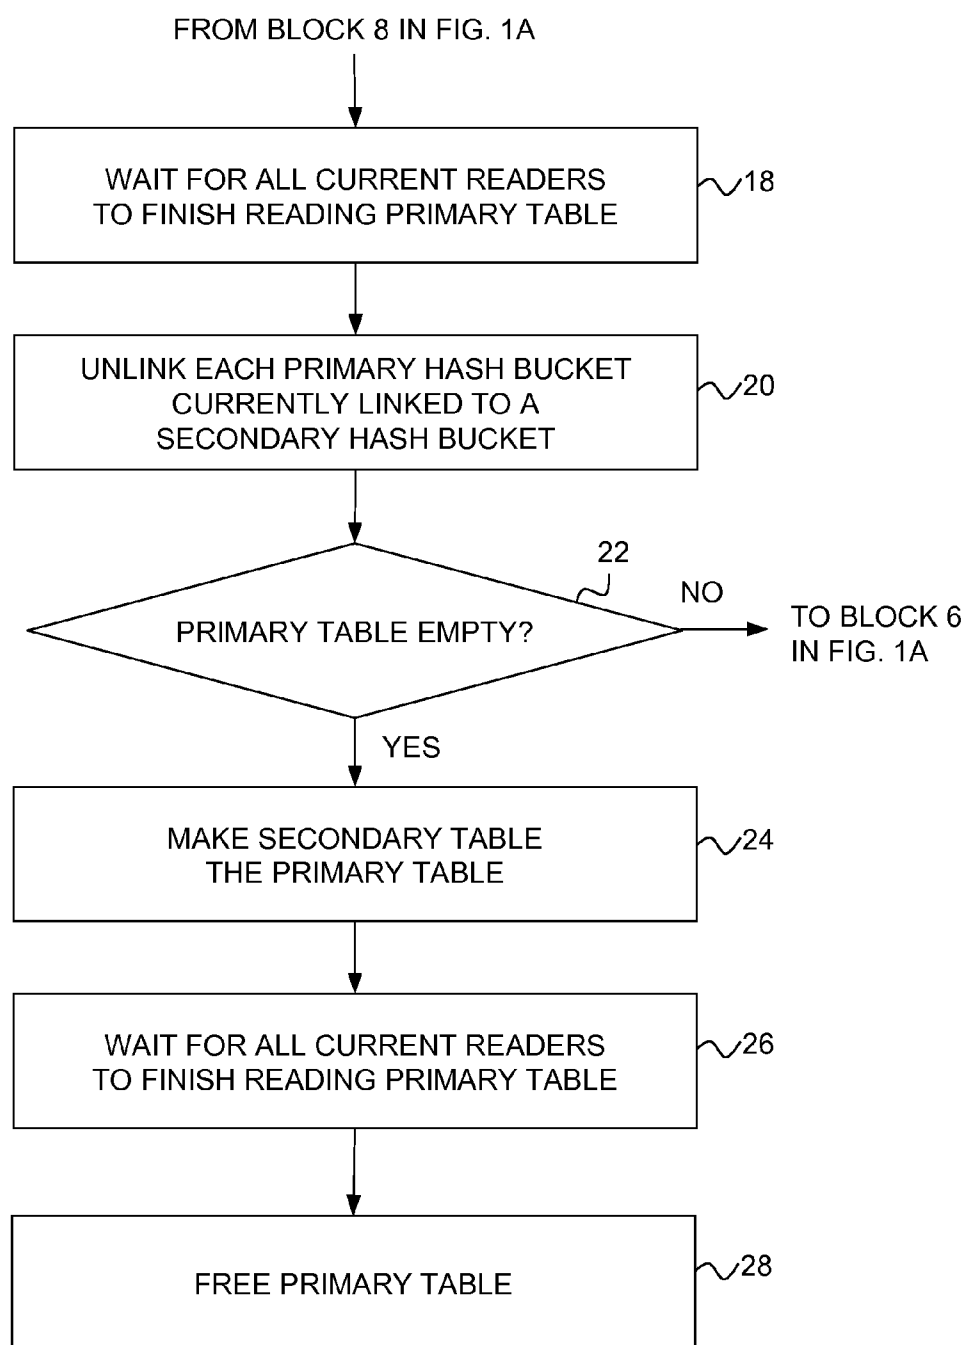 FROM BLOCK 8 IN FIG. 1A
WAIT FOR ALL CURRENT READERS
TO FINISH READING PRIMARY TABLE
18
UNLINK EACH PRIMARY HASH BUCKET
CURRENTLY LINKED TO A
SECONDARY HASH BUCKET
20
22
NO
PRIMARY TABLE EMPTY?
TO BLOCK 6
IN FIG. 1A
YES
MAKE SECONDARY TABLE
THE PRIMARY TABLE
24
WAIT FOR ALL CURRENT READERS
TO FINISH READING PRIMARY TABLE
26
FREE PRIMARY TABLE
28